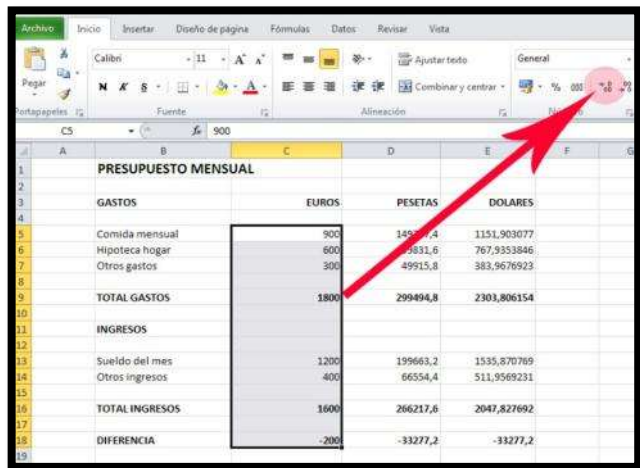 Archivo Inicio Insertar Diseño de página Fórmulas Datos Revisar Vista
Calibri 11 A A Ajustar texto General
Pegar N K S A Combinar y centrar % 000
Portapapeles Fuente Alineación
C5 fx 900
A B C D E F G
1 PRESUPUESTO MENSUAL
2
3 GASTOS EUROS PESETAS DOLARES
4
5 Comida mensual 900 1151,903077
6 Hipoteca hogar 600 767,9353846
7 Otros gastos 300 49915,8 383,9676923
8
9 TOTAL GASTOS 1800 299494,8 2303,806154
10
11 INGRESOS
12
13 Sueldo del mes 1200 199663,2 1535,870769
14 Otros ingresos 400 66554,4 511,9569231
15
16 TOTAL INGRESOS 1600 266217,6 2047,827692
17
18 DIFERENCIA -200 -33277,2 -33277,2
19